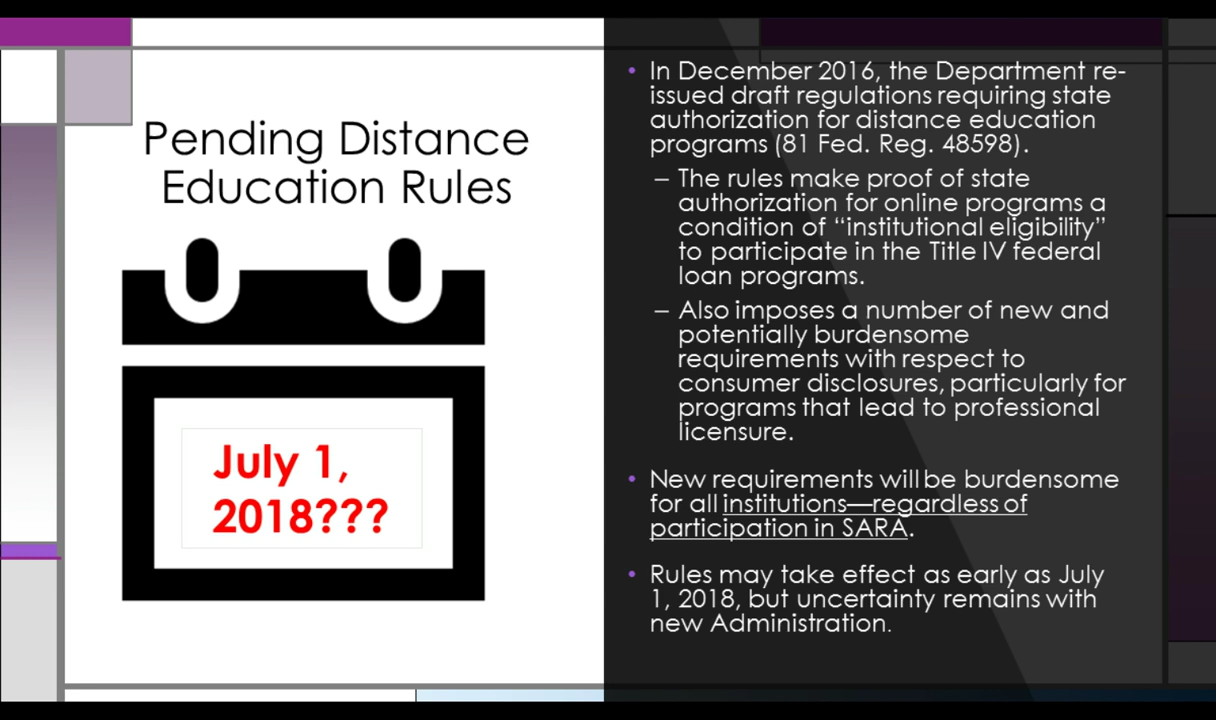 Pending Distance
Education Rules
July 1,
2018???
• In December 2016, the Department re-
issued draft regulations requiring state
authorization for distance education
programs (81 Fed. Reg. 48598).
– The rules make proof of state
authorization for online programs a
condition of “institutional eligibility”
to participate in the Title IV federal
loan programs.
– Also imposes a number of new and
potentially burdensome
requirements with respect to
consumer disclosures, particularly for
programs that lead to professional
licensure.
• New requirements will be burdensome
for all institutions—regardless of
participation in SARA.
• Rules may take effect as early as July
1, 2018, but uncertainty remains with
new Administration.